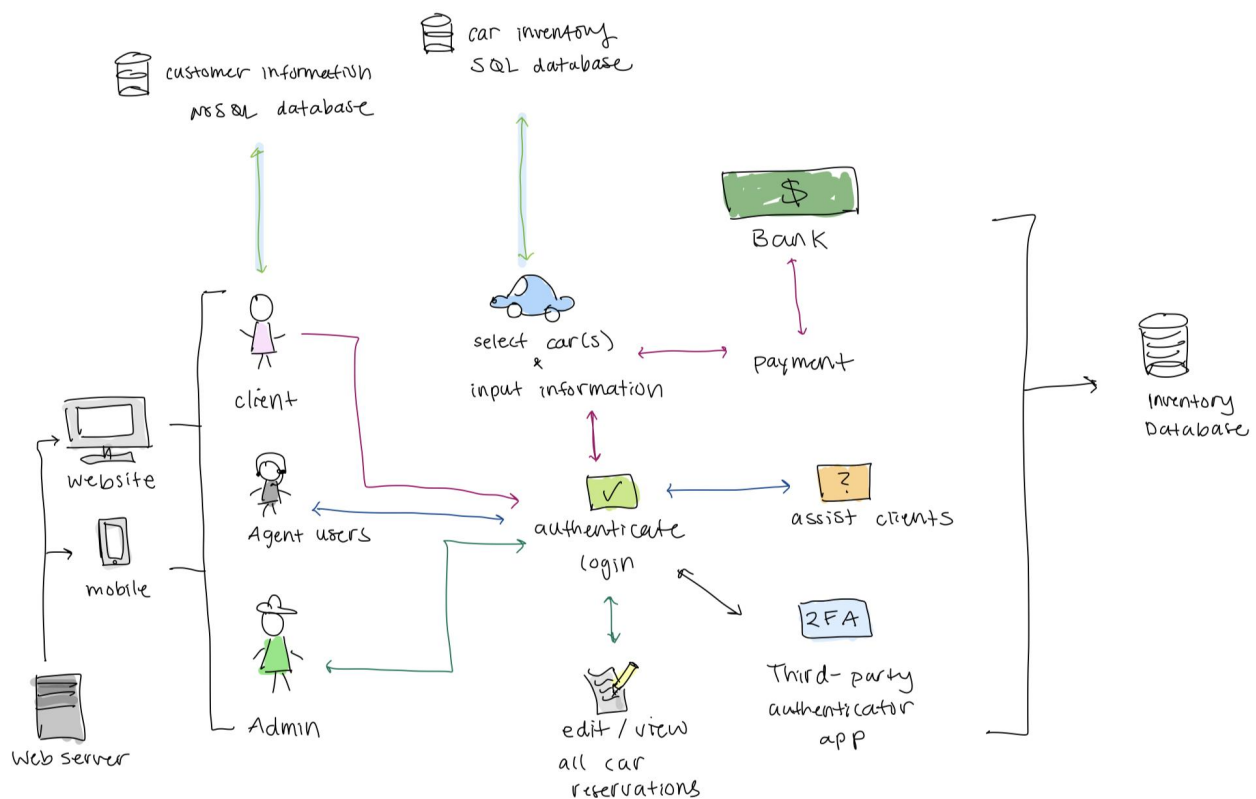 customer information
NoSQL database
car inventory
SQL database
$
Bank
select car(s)
&
input information
payment
client
website
Agent users
mobile
Admin
Web server
✓
authenticate
login
?
assist clients
2FA
Third-party
authenticator
app
edit / view
all car
reservations
Inventory
Database